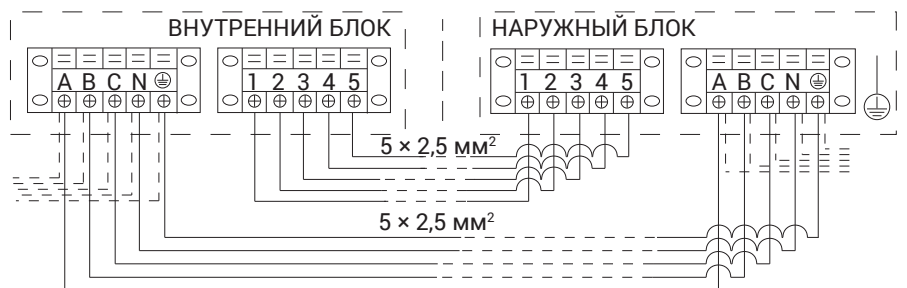 ВНУТРЕННИЙ БЛОК
НАРУЖНЫЙ БЛОК
A B C N
1 2 3 4 5
1 2 3 4 5
A B C N
5 × 2,5 мм²
5 × 2,5 мм²